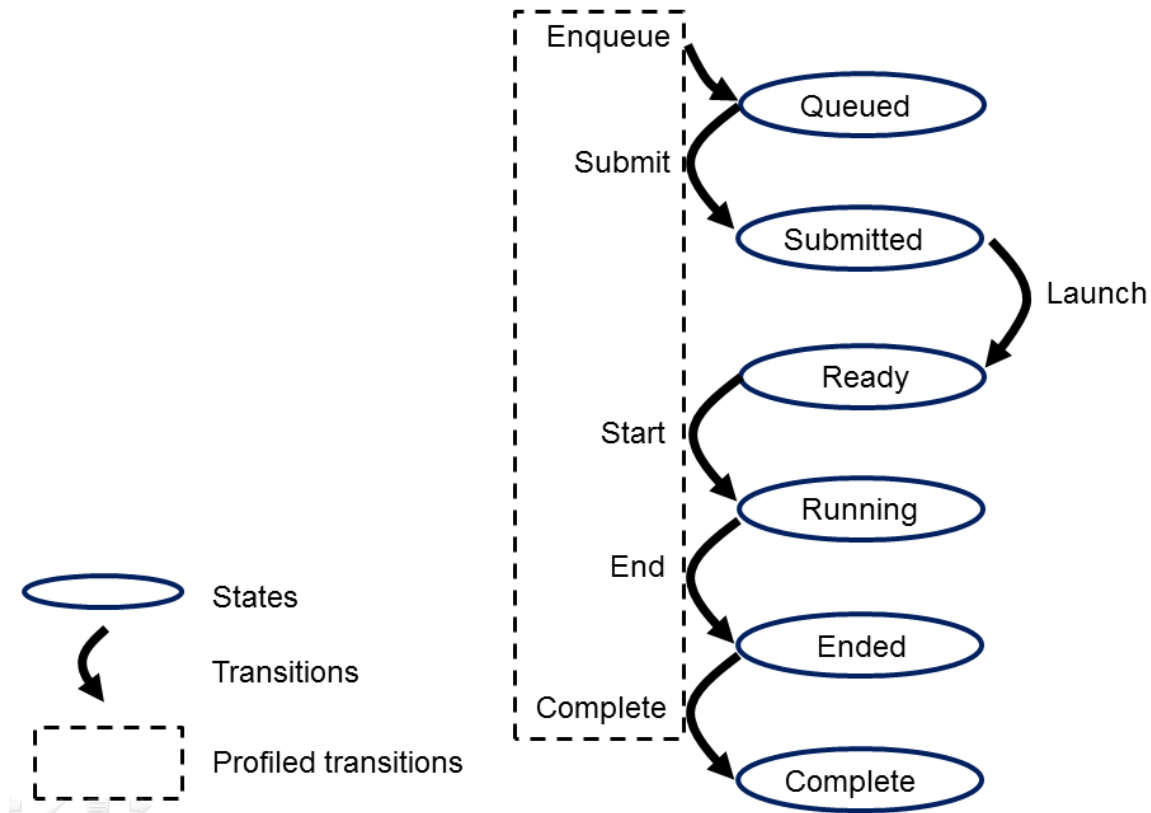 Enqueue
Queued
Submit
Submitted
Launch
Ready
Start
Running
End
Ended
Complete
Complete
States
Transitions
Profiled transitions